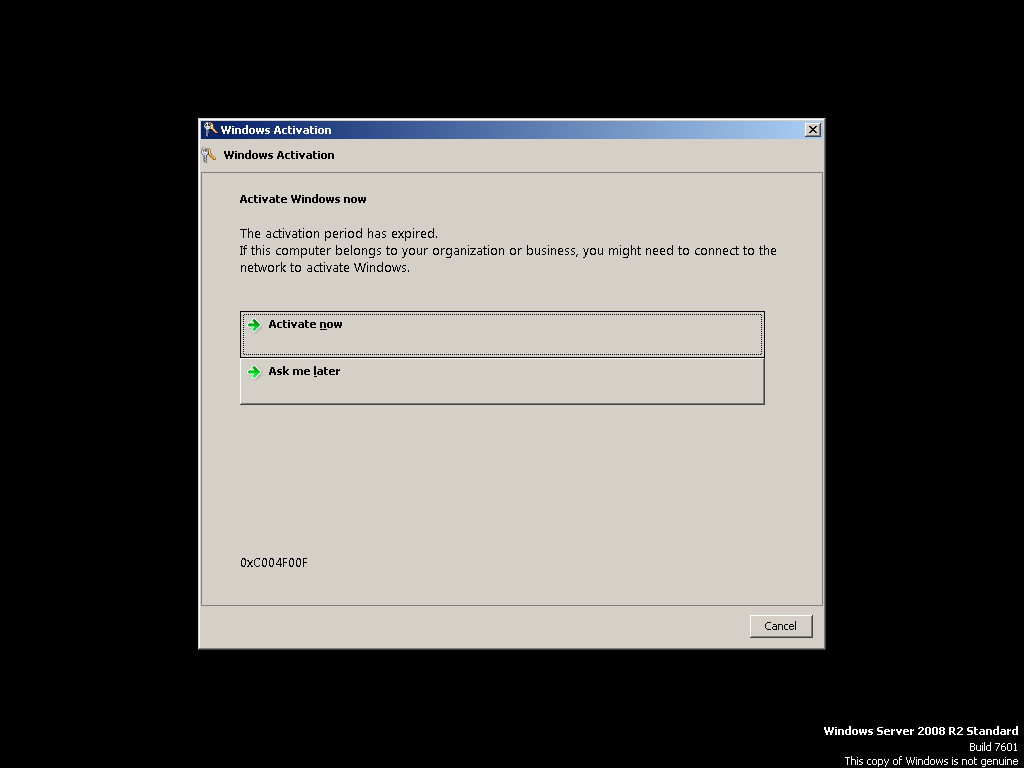 Windows Activation
Windows Activation
Activate Windows now
The activation period has expired.
If this computer belongs to your organization or business, you might need to connect to the
network to activate Windows.
Activate now
Ask me later
0xC004F00F
Cancel
Windows Server 2008 R2 Standard
Build 7601
This copy of Windows is not genuine